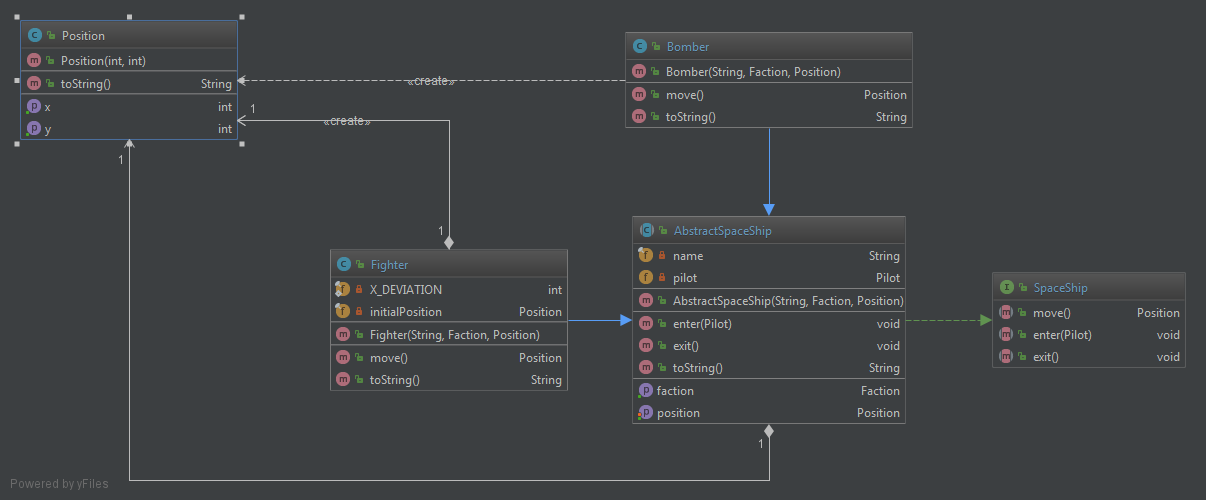 Position
Position(int, int)
toString() String
x int
y int
1
«create»
«create»
1
1
Bomber
Bomber(String, Faction, Position)
move() Position
toString() String
Fighter
X_DEVIATION int
initialPosition Position
Fighter(String, Faction, Position)
move() Position
toString() String
AbstractSpaceShip
name String
pilot Pilot
AbstractSpaceShip(String, Faction, Position)
enter(Pilot) void
exit() void
toString() String
faction Faction
position Position
1
SpaceShip
move() Position
enter(Pilot) void
exit() void
Powered by yFiles